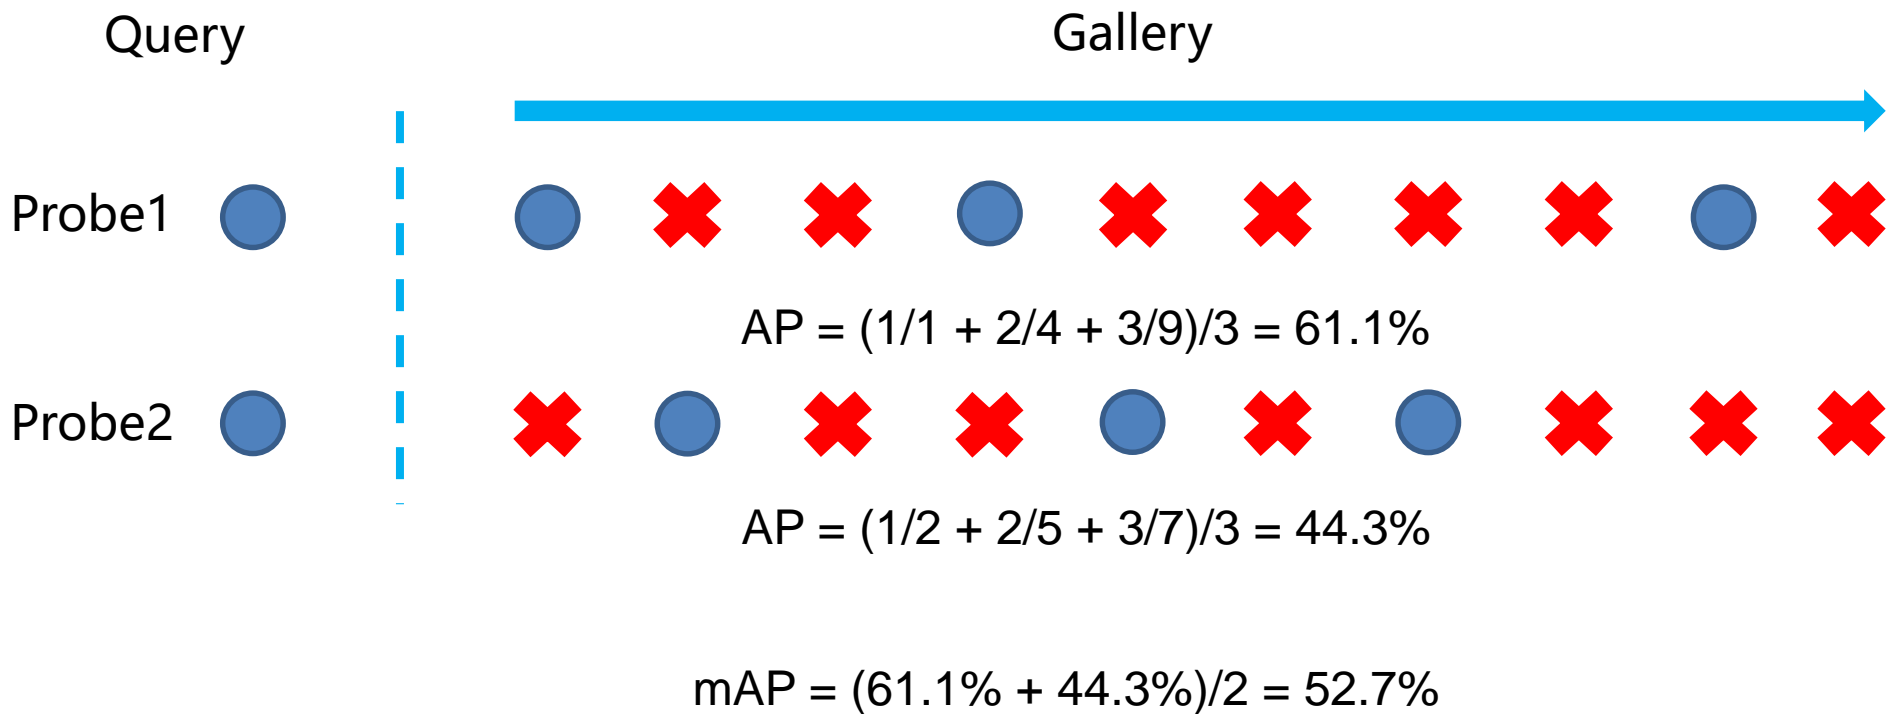 Query
Gallery
Probe1
AP = (1/1 + 2/4 + 3/9)/3 = 61.1%
Probe2
AP = (1/2 + 2/5 + 3/7)/3 = 44.3%
mAP = (61.1% + 44.3%)/2 = 52.7%